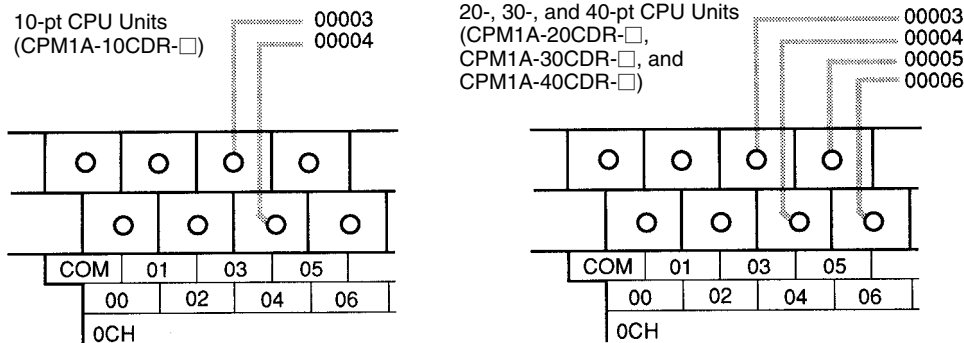 10-pt CPU Units
(CPM1A-10CDR-□)
00003
00004
COM 01 03 05
00 02 04 06
0CH
20-, 30-, and 40-pt CPU Units
(CPM1A-20CDR-□,
CPM1A-30CDR-□, and
CPM1A-40CDR-□)
00003
00004
00005
00006
COM 01 03 05
00 02 04 06
0CH